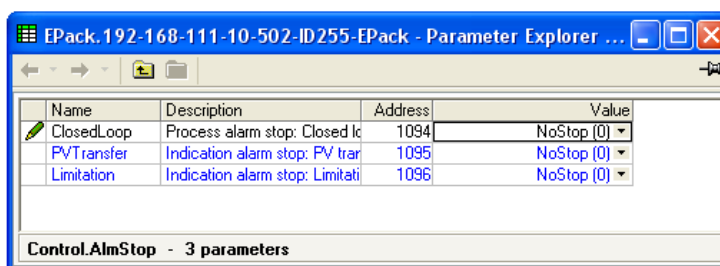 EPack.192-168-111-10-502-ID255-EPack - Parameter Explorer ...
Name Description Address Value
ClosedLoop Process alarm stop: Closed lo 1094 NoStop (0)
PVTransfer Indication alarm stop: PV tran 1095 NoStop (0)
Limitation Indication alarm stop: Limitati 1096 NoStop (0)
Control.AlmStop - 3 parameters